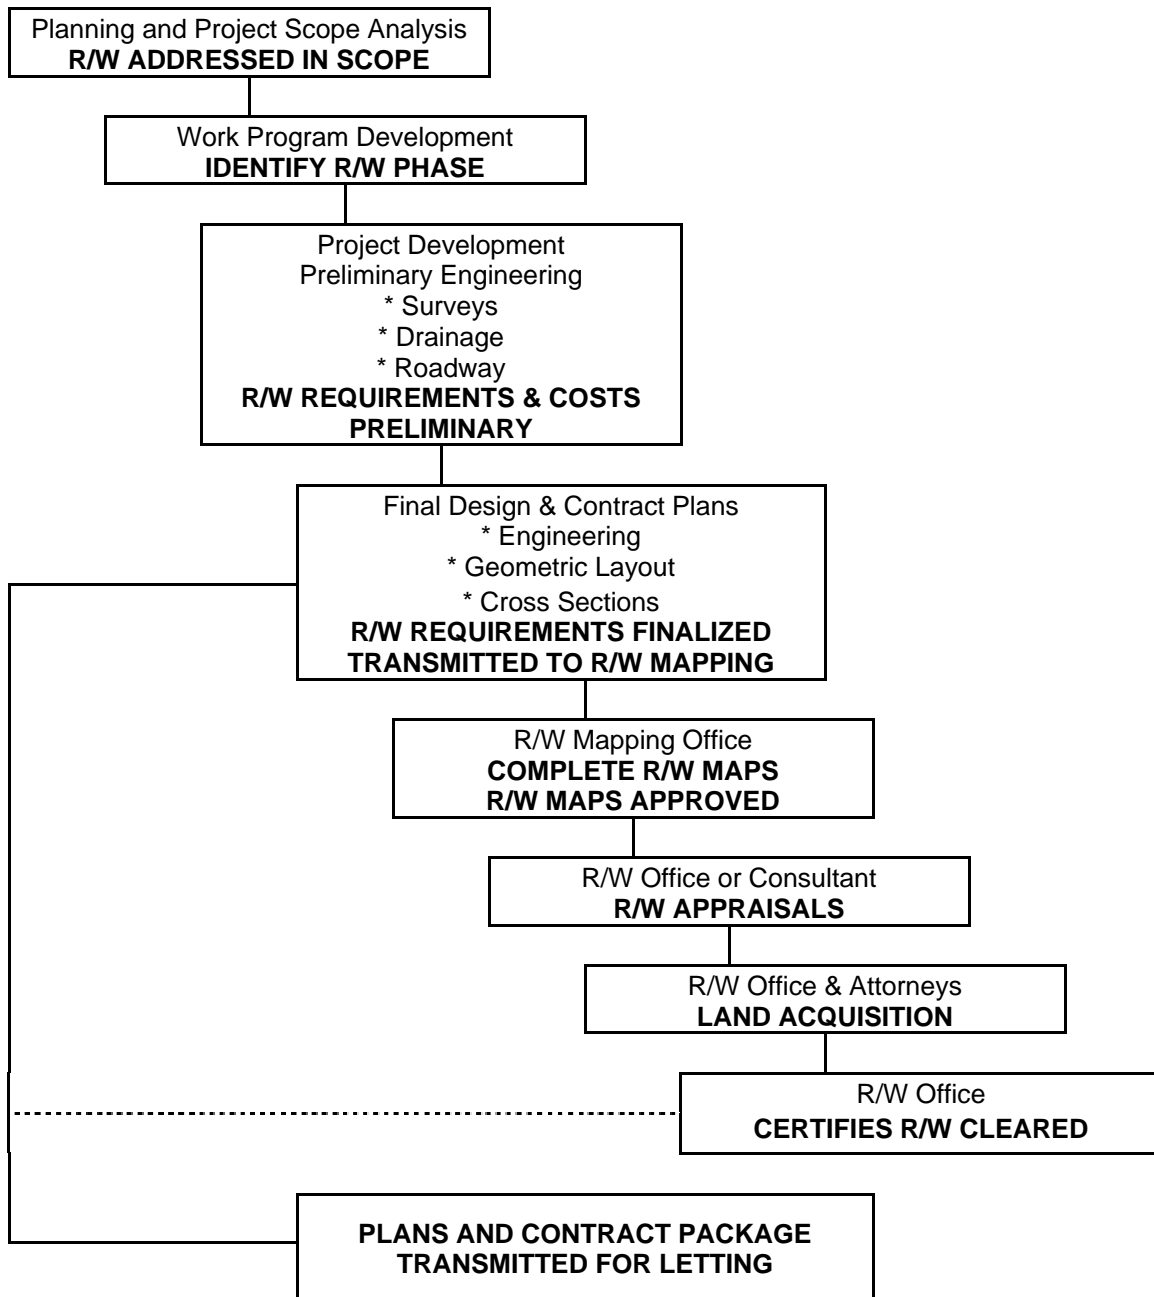 Planning and Project Scope Analysis
R/W ADDRESSED IN SCOPE
Work Program Development
IDENTIFY R/W PHASE
Project Development
Preliminary Engineering
* Surveys
* Drainage
* Roadway
R/W REQUIREMENTS & COSTS
PRELIMINARY
Final Design & Contract Plans
* Engineering
* Geometric Layout
* Cross Sections
R/W REQUIREMENTS FINALIZED
TRANSMITTED TO R/W MAPPING
R/W Mapping Office
COMPLETE R/W MAPS
R/W MAPS APPROVED
R/W Office or Consultant
R/W APPRAISALS
R/W Office & Attorneys
LAND ACQUISITION
R/W Office
CERTIFIES R/W CLEARED
PLANS AND CONTRACT PACKAGE
TRANSMITTED FOR LETTING